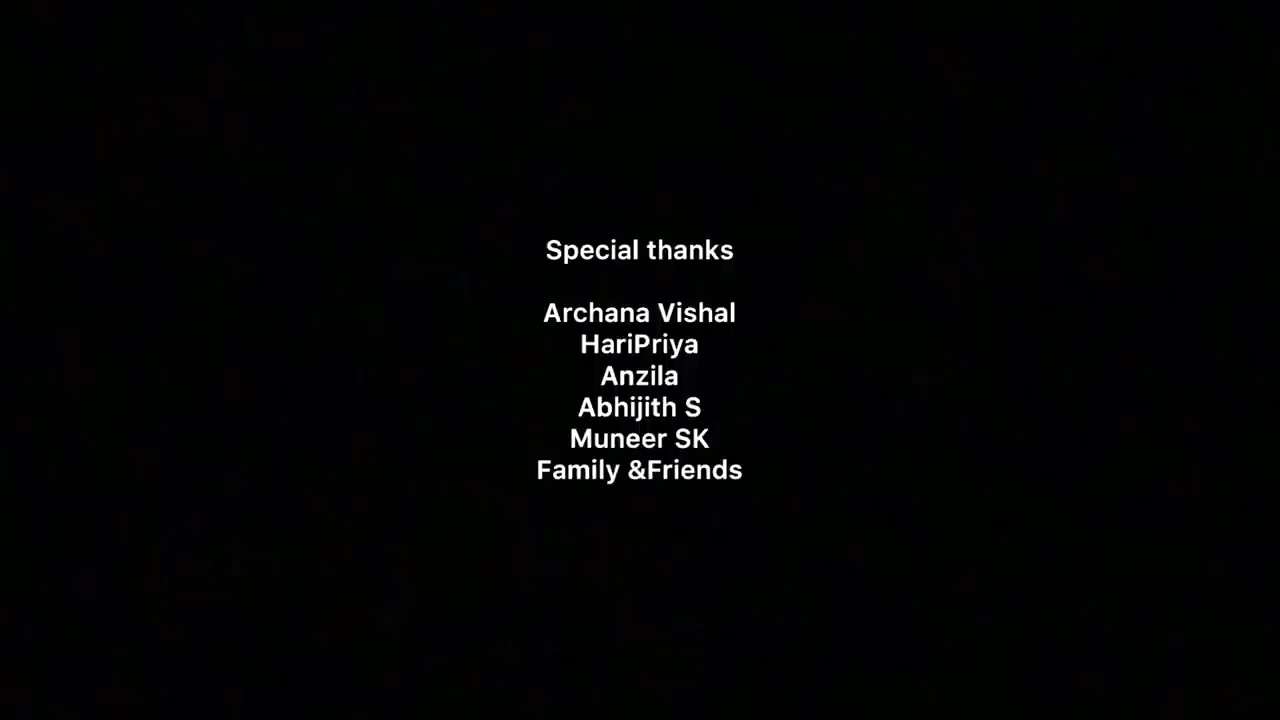 Special thanks
Archana Vishal
HariPriya
Anzila
Abhijith S
Muneer SK
Family &Friends